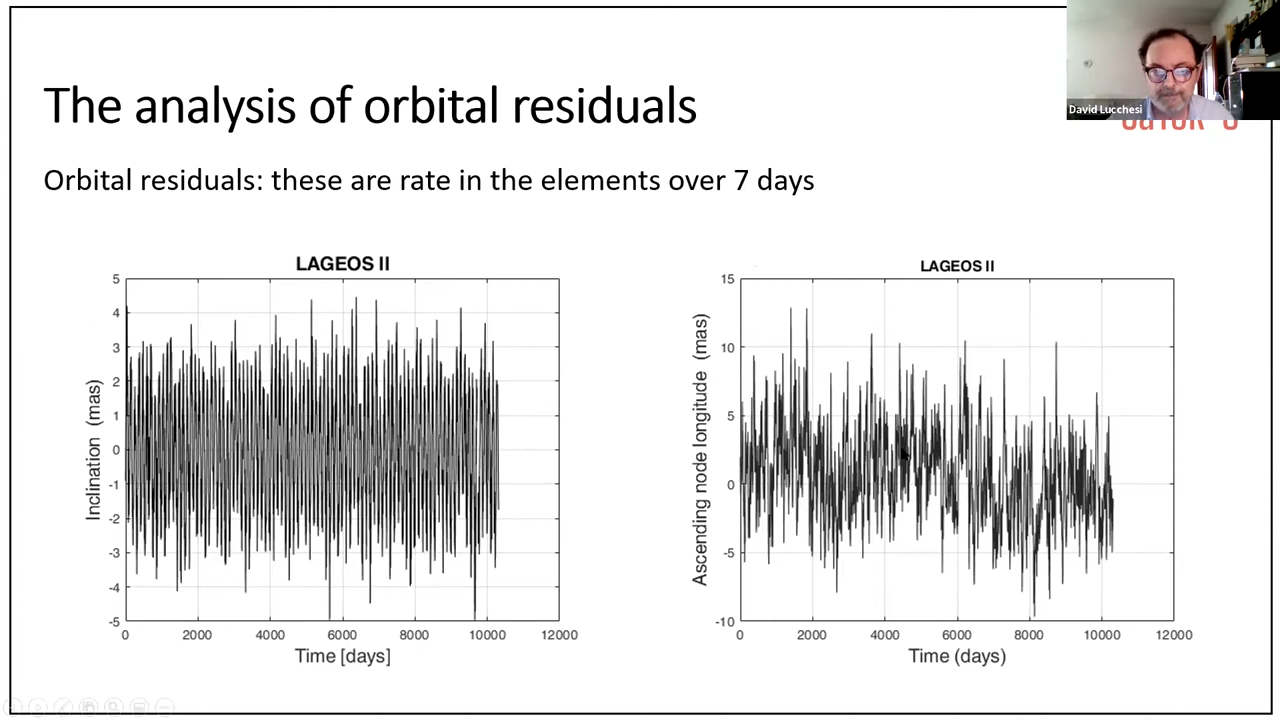 The analysis of orbital residuals
David Lucchesi
Orbital residuals: these are rate in the elements over 7 days
LAGEOS II
5
4
3
2
1
0
-1
-2
-3
-4
-5
Inclination (mas)
0 2000 4000 6000 8000 10000 12000
Time [days]
LAGEOS II
15
10
5
0
-5
-10
Ascending node longitude (mas)
0 2000 4000 6000 8000 10000 12000
Time (days)